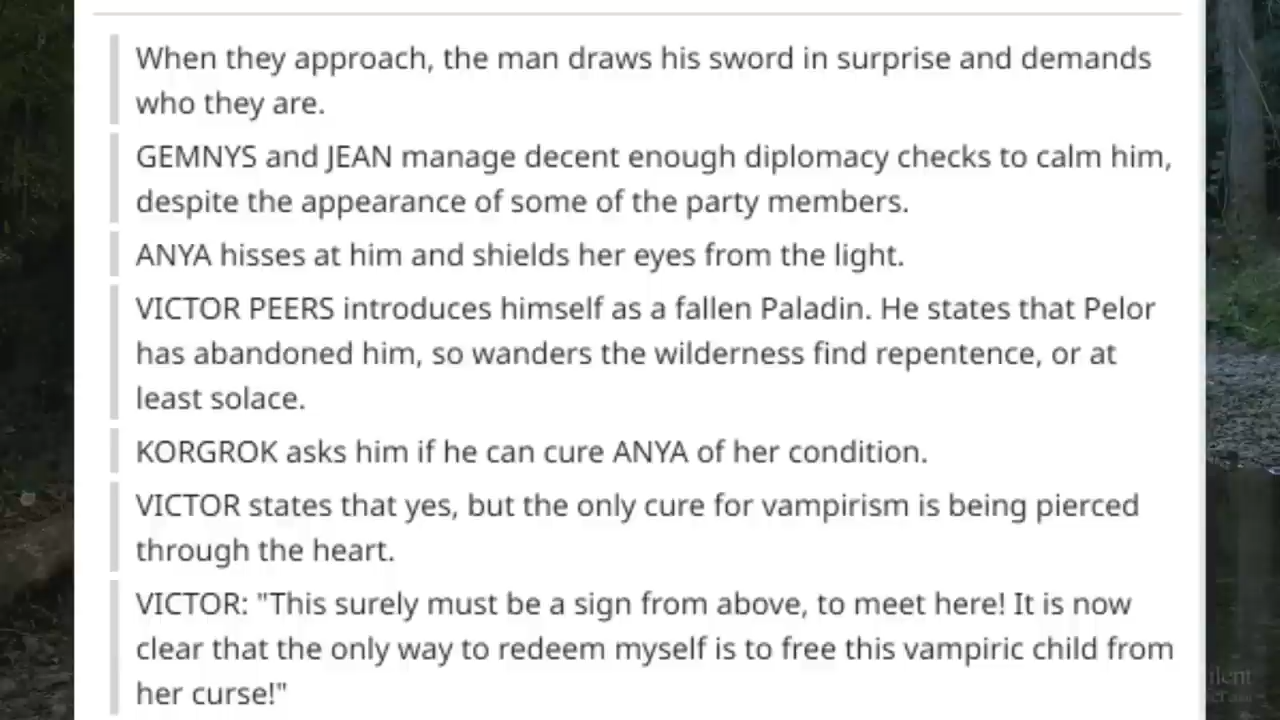 When they approach, the man draws his sword in surprise and demands
who they are.
GEMNYS and JEAN manage decent enough diplomacy checks to calm him,
despite the appearance of some of the party members.
ANYA hisses at him and shields her eyes from the light.
VICTOR PEERS introduces himself as a fallen Paladin. He states that Pelor
has abandoned him, so wanders the wilderness find repentence, or at
least solace.
KORGROK asks him if he can cure ANYA of her condition.
VICTOR states that yes, but the only cure for vampirism is being pierced
through the heart.
VICTOR: "This surely must be a sign from above, to meet here! It is now
clear that the only way to redeem myself is to free this vampiric child from
her curse!"